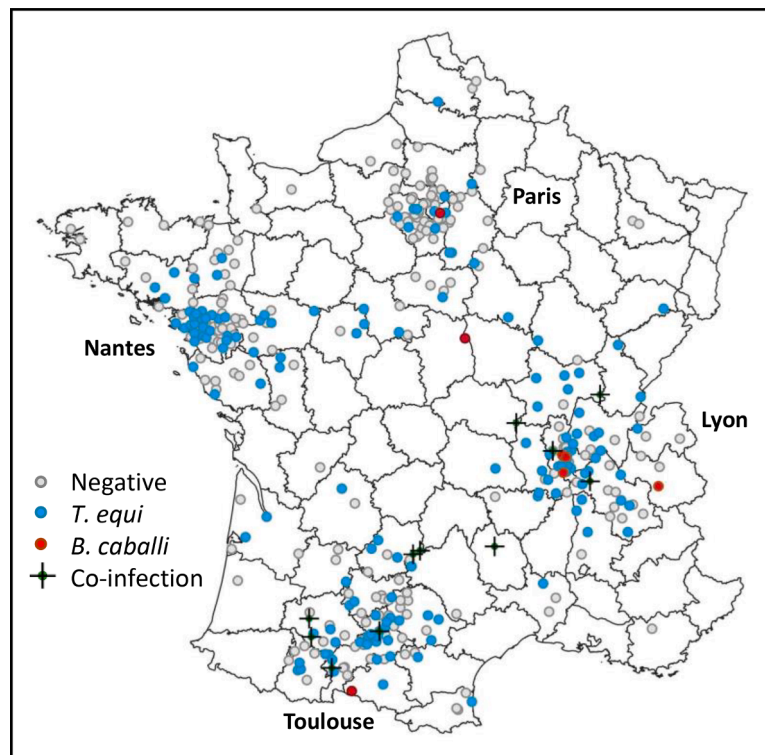 Paris
Nantes
Lyon
Negative
T. equi
B. caballi
Co-infection
Toulouse